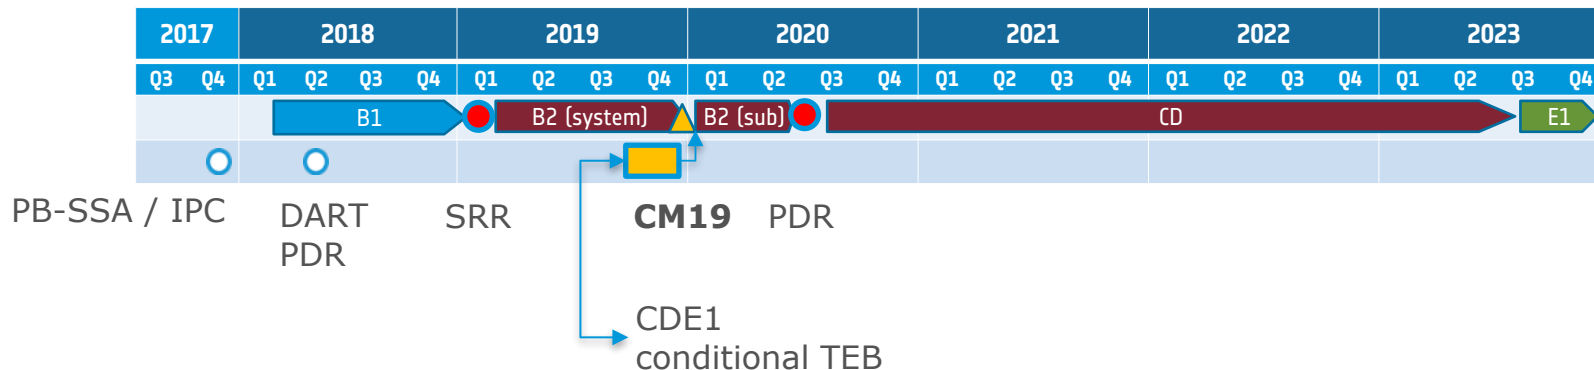 2017 2018 2019 2020 2021 2022 2023
Q3 Q4 Q1 Q2 Q3 Q4 Q1 Q2 Q3 Q4 Q1 Q2 Q3 Q4 Q1 Q2 Q3 Q4 Q1 Q2 Q3 Q4 Q1 Q2 Q3 Q4
B1 B2 (system) B2 (sub) CD E1
PB-SSA / IPC DART SRR CM19 PDR
PDR
CDE1
conditional TEB